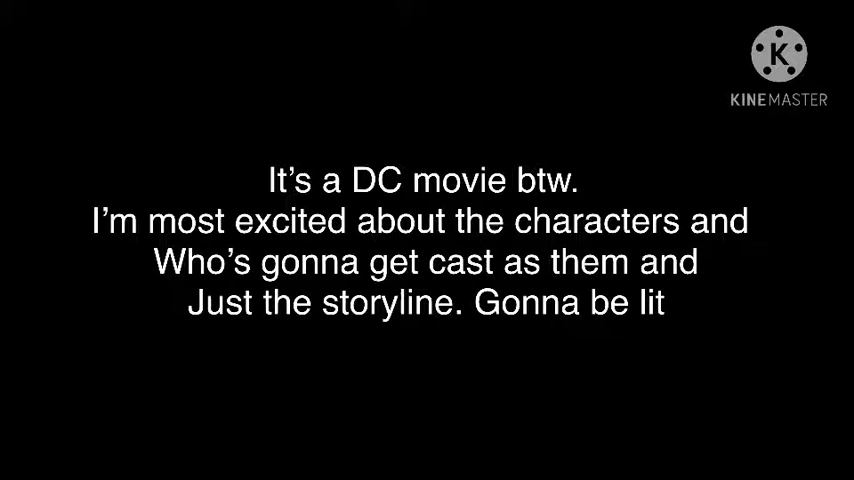 K
KINEMASTER
It's a DC movie btw.
I'm most excited about the characters and
Who's gonna get cast as them and
Just the storyline. Gonna be lit